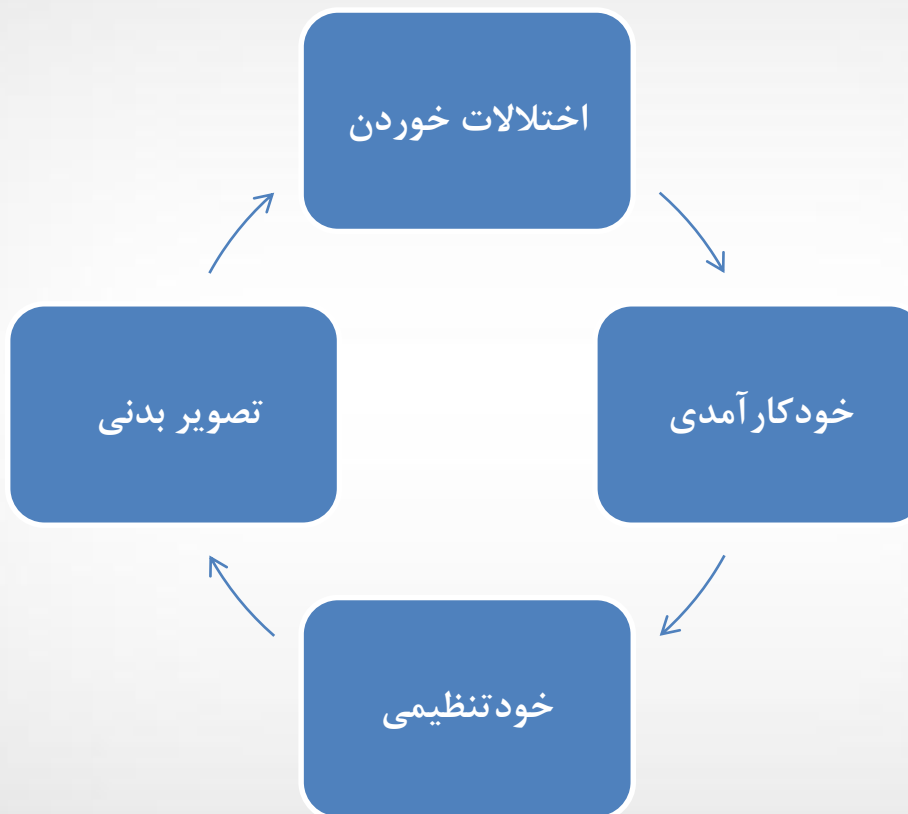 اختلالات خوردن
خودکارآمدی
خودتنظیمی
تصویر بدنی